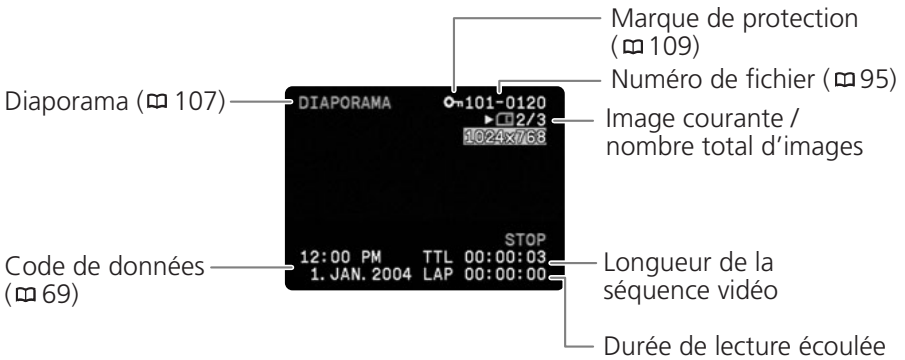 Marque de protection
(109)
Numéro de fichier (95)
Diaporama (107)
DIAPORAMA 101-0120
2/3
1024x768
Image courante /
nombre total d'images
STOP
12:00 PM TTL 00:00:03
1. JAN. 2004 LAP 00:00:00
Code de données
(69)
Longueur de la
séquence vidéo
Durée de lecture écoulée